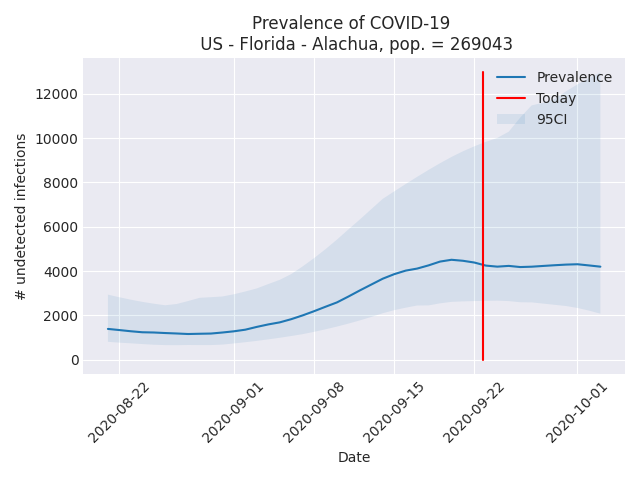 Prevalence of COVID-19
US - Florida - Alachua, pop. = 269043
Prevalence
Today
95CI
# undetected infections
12000
10000
8000
6000
4000
2000
0
2020-08-22
2020-09-01
2020-09-08
2020-09-15
2020-09-22
2020-10-01
Date